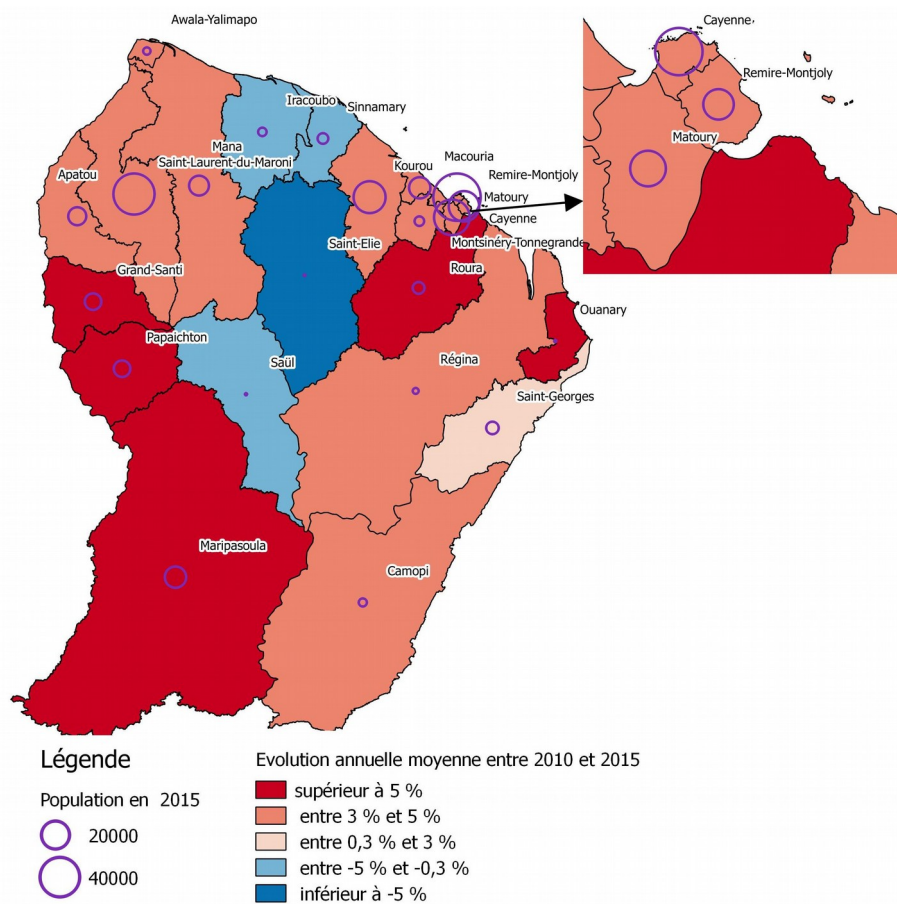 Awala-Yalimapo
Cayenne
Remire-Montjoly
Matoury
Iracoubo
Sinnamary
Mana
Saint-Laurent-du-Maroni
Apatou
Kourou
Macouria
Remire-Montjoly
Matoury
Cayenne
Montsinéry-Tonnegrande
Saint-Elie
Roura
Grand-Santi
Papaichton
Saül
Régina
Ouanary
Saint-Georges
Maripasoula
Camopi
Légende
Population en 2015
20000
40000
Evolution annuelle moyenne entre 2010 et 2015
supérieur à 5 %
entre 3 % et 5 %
entre 0,3 % et 3 %
entre -5 % et -0,3 %
inférieur à -5 %